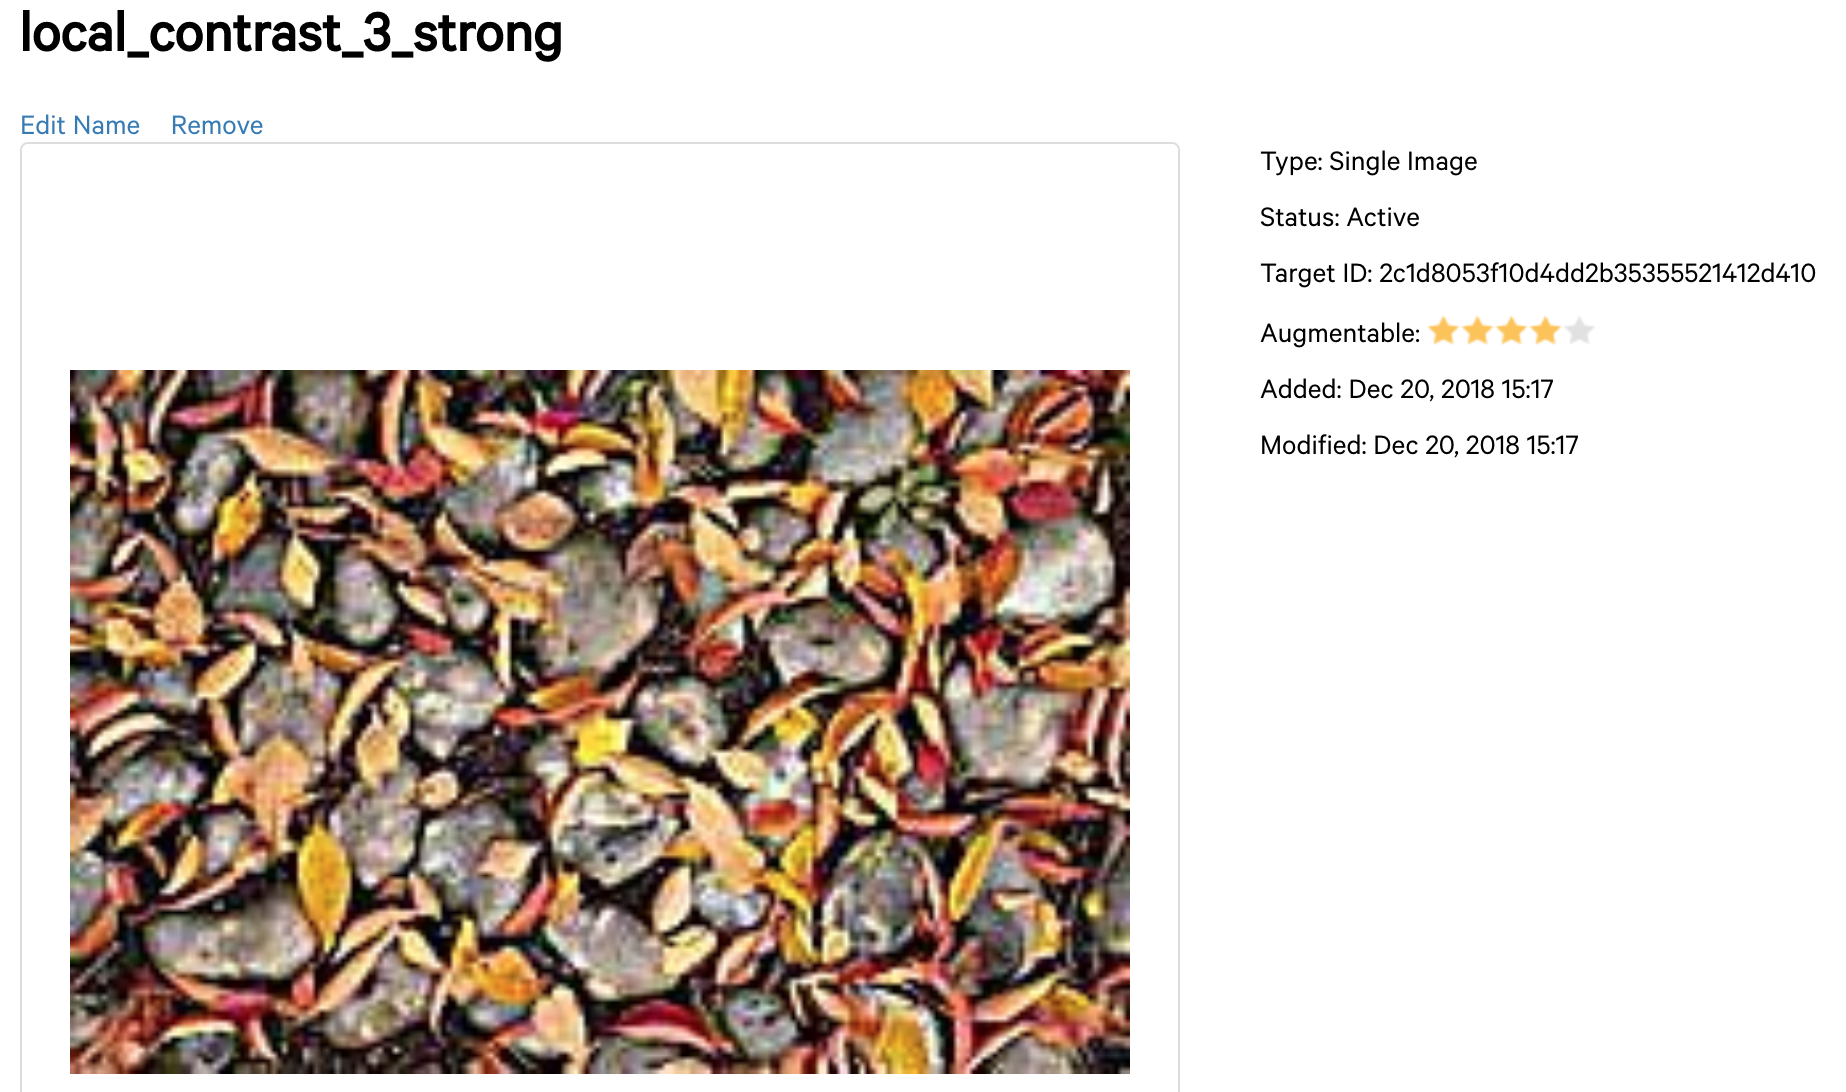 local_contrast_3_strong
Edit Name Remove
Type: Single Image
Status: Active
Target ID: 2c1d8053f10d4dd2b35355521412d410
Augmentable:
Added: Dec 20, 2018 15:17
Modified: Dec 20, 2018 15:17